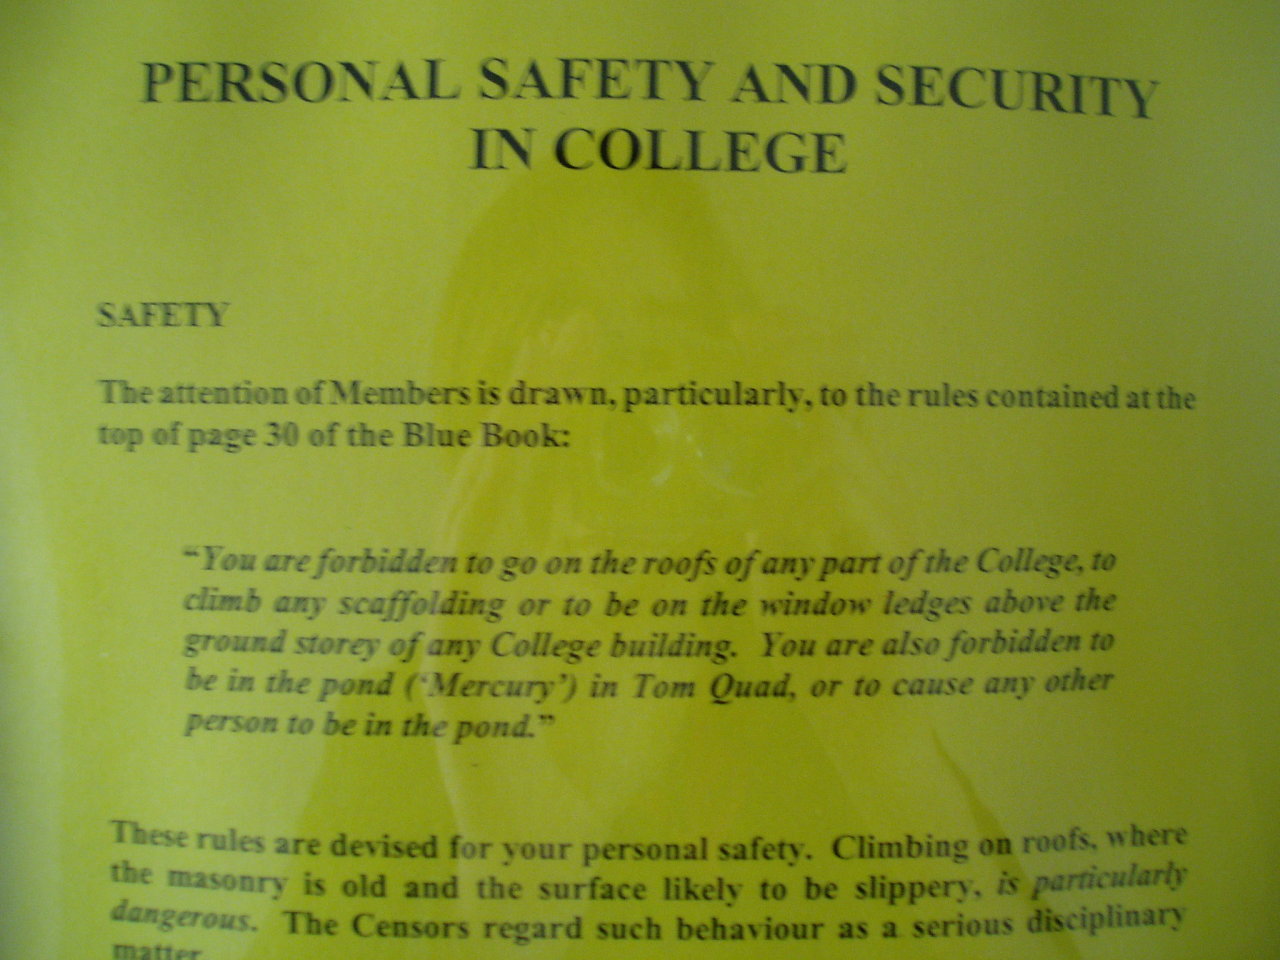 PERSONAL SAFETY AND SECURITY
IN COLLEGE
SAFETY
The attention of Members is drawn, particularly, to the rules contained at the
top of page 30 of the Blue Book:
“You are forbidden to go on the roofs of any part of the College, to
climb any scaffolding or to be on the window ledges above the
ground storey of any College building. You are also forbidden to
be in the pond (‘Mercury’) in Tom Quad, or to cause any other
person to be in the pond.”
These rules are devised for your personal safety. Climbing on roofs, where
the masonry is old and the surface likely to be slippery, is particularly
dangerous. The Censors regard such behaviour as a serious disciplinary
matter